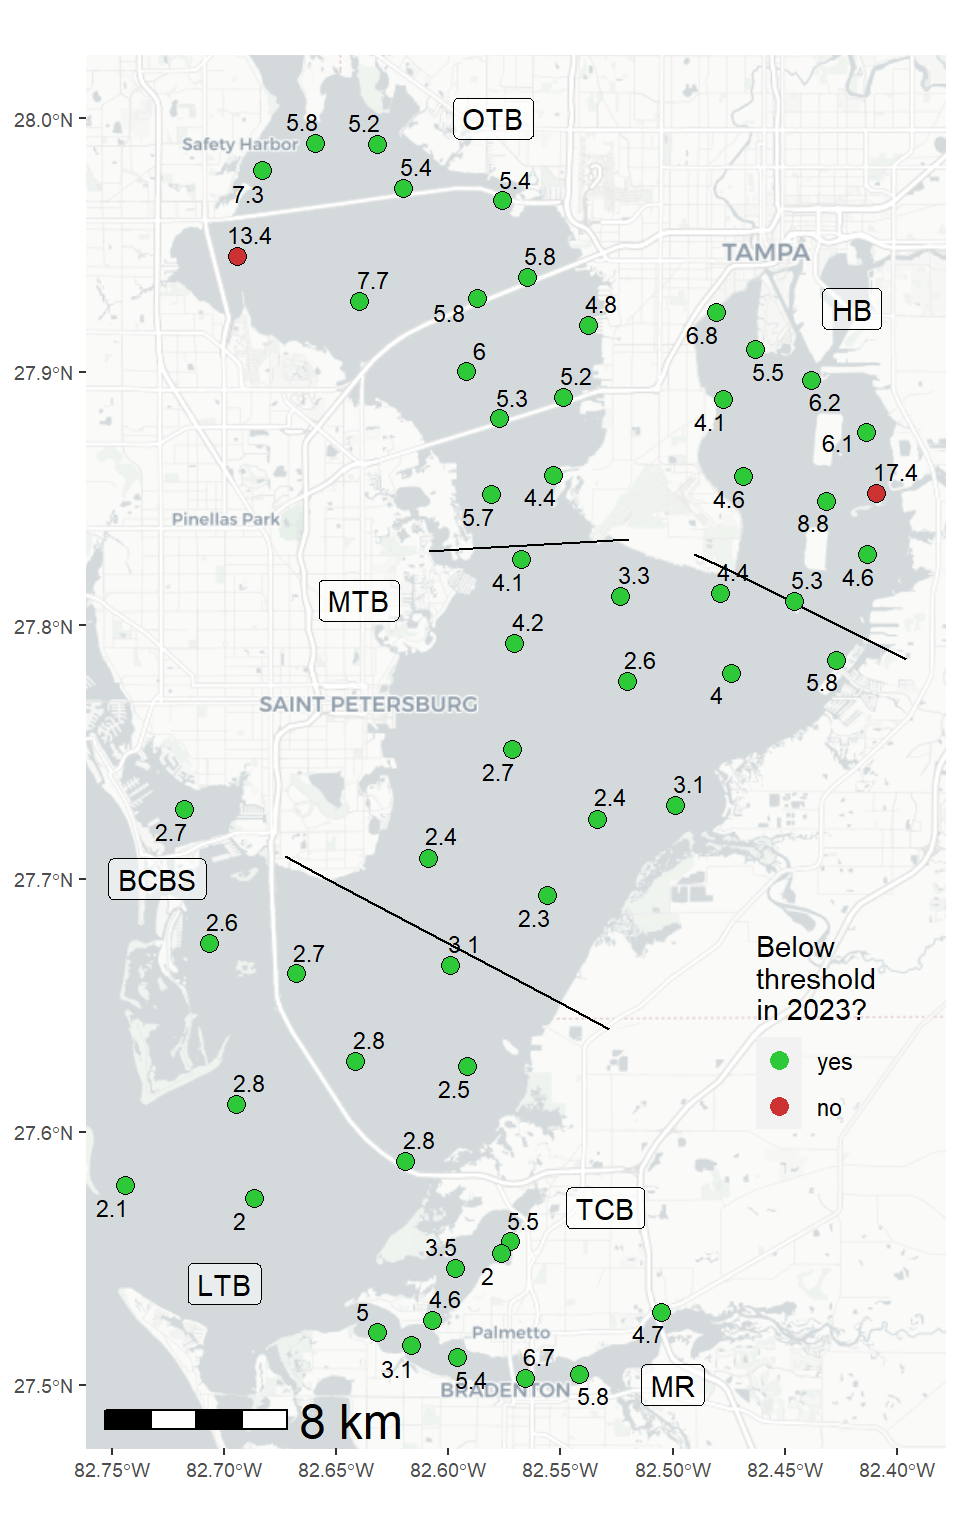 28.0°N
27.9°N
27.8°N
27.7°N
27.6°N
27.5°N
OTB
5.8
5.2
Safety Harbor
5.4
5.4
7.3
13.4
TAMPA
5.8
7.7
HB
4.8
5.8
6.8
6
5.5
5.2
5.3
6.2
4.1
6.1
17.4
4.4
4.6
5.7
Pinellas Park
8.8
4.1
3.3
4.4
5.3
4.6
MTB
4.2
2.6
5.8
4
SAINT PETERSBURG
2.7
3.1
2.4
2.7
2.4
BCBS
2.3
2.6
3.1
2.7
Below
threshold
in 2023?
yes
no
2.8
2.5
2.8
2.8
2.1
2
TCB
5.5
3.5
2
LTB
4.6
5
Palmetto
4.7
3.1
6.7
5.4
BRADENTON
5.8
MR
8 km
82.75°W
82.70°W
82.65°W
82.60°W
82.55°W
82.50°W
82.45°W
82.40°W